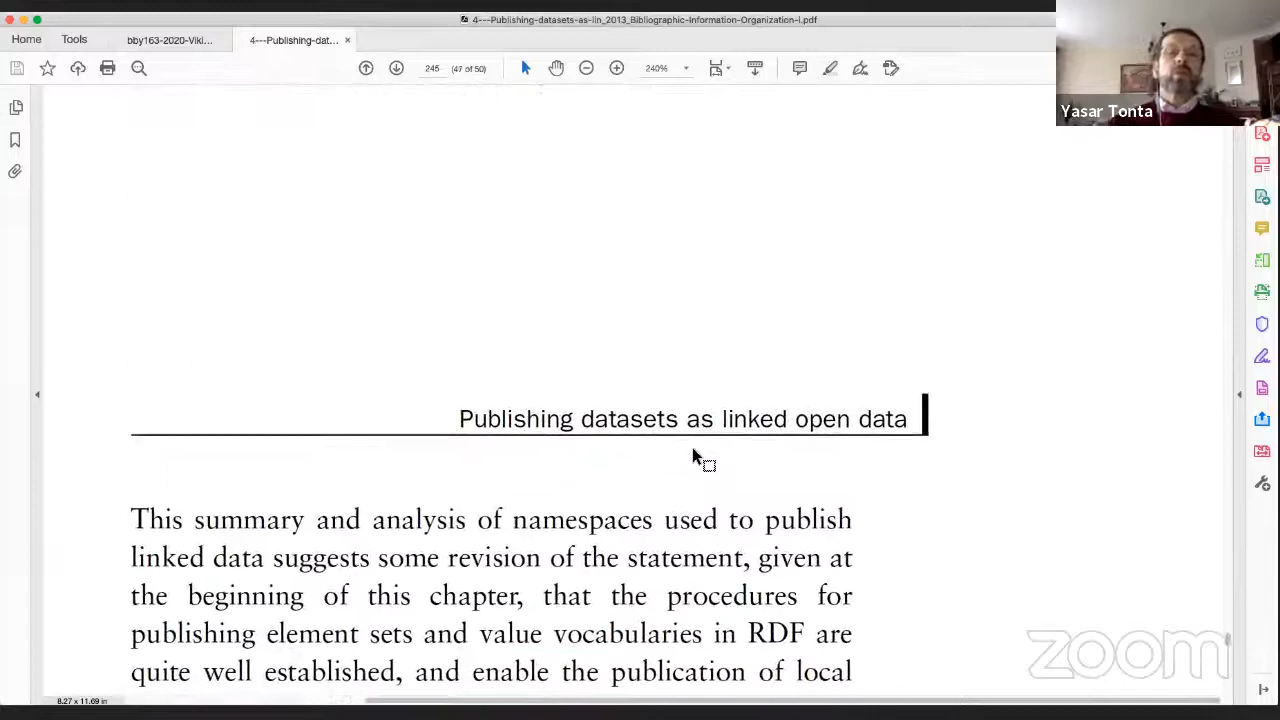 4---Publishing-datasets-as-lin_2013_Bibliographic-Information-Organization-i.pdf
Home Tools bby163-2020-Viki... 4---Publishing-dat... ×
245 (47 of 50) 240%
Yasar Tonta
Publishing datasets as linked open data
This summary and analysis of namespaces used to publish
linked data suggests some revision of the statement, given at
the beginning of this chapter, that the procedures for
publishing element sets and value vocabularies in RDF are
quite well established, and enable the publication of local
zoom
8.27 x 11.69 in